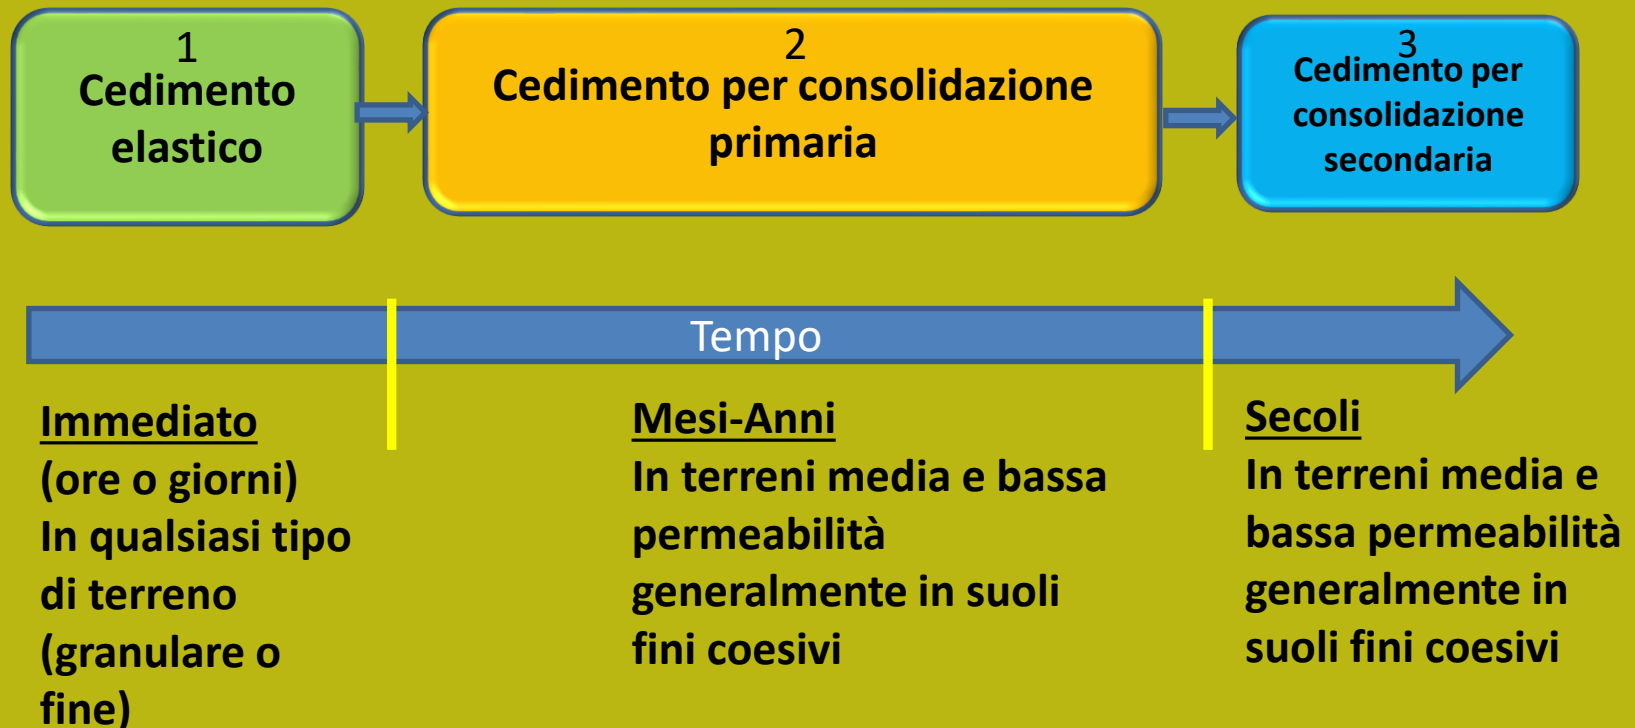 1
Cedimento
elastico
2
Cedimento per consolidazione
primaria
3
Cedimento per
consolidazione
secondaria
Tempo
Immediato
(ore o giorni)
In qualsiasi tipo
di terreno
(granulare o
fine)
Mesi-Anni
In terreni media e bassa
permeabilità
generalmente in suoli
fini coesivi
Secoli
In terreni media e
bassa permeabilità
generalmente in
suoli fini coesivi